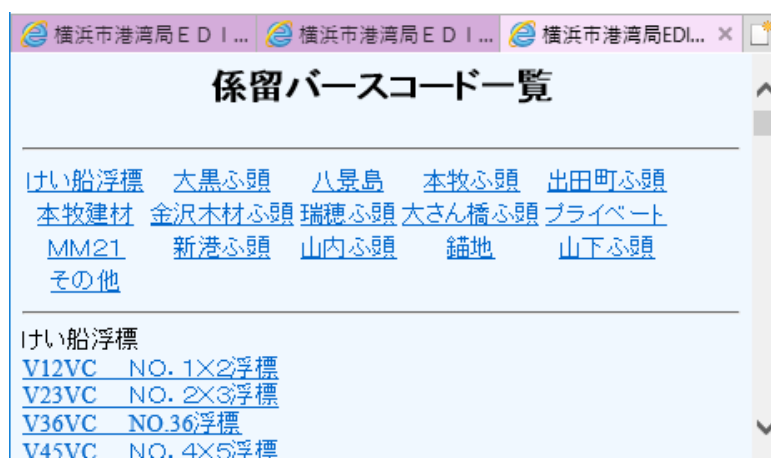 横浜市港湾局ＥＤＩ... 横浜市港湾局ＥＤＩ... 横浜市港湾局EDI...
係留バースコード一覧
けい船浮標 大黒ふ頭 八景島 本牧ふ頭 出田町ふ頭
本牧建材 金沢木材ふ頭 瑞穂ふ頭 大さん橋ふ頭 プライベート
MM21 新港ふ頭 山内ふ頭 錨地 山下ふ頭
その他
けい船浮標
V12VC ＮＯ．１×２浮標
V23VC ＮＯ．２×３浮標
V36VC NO.36浮標
V45VC ＮＯ．４×５浮標